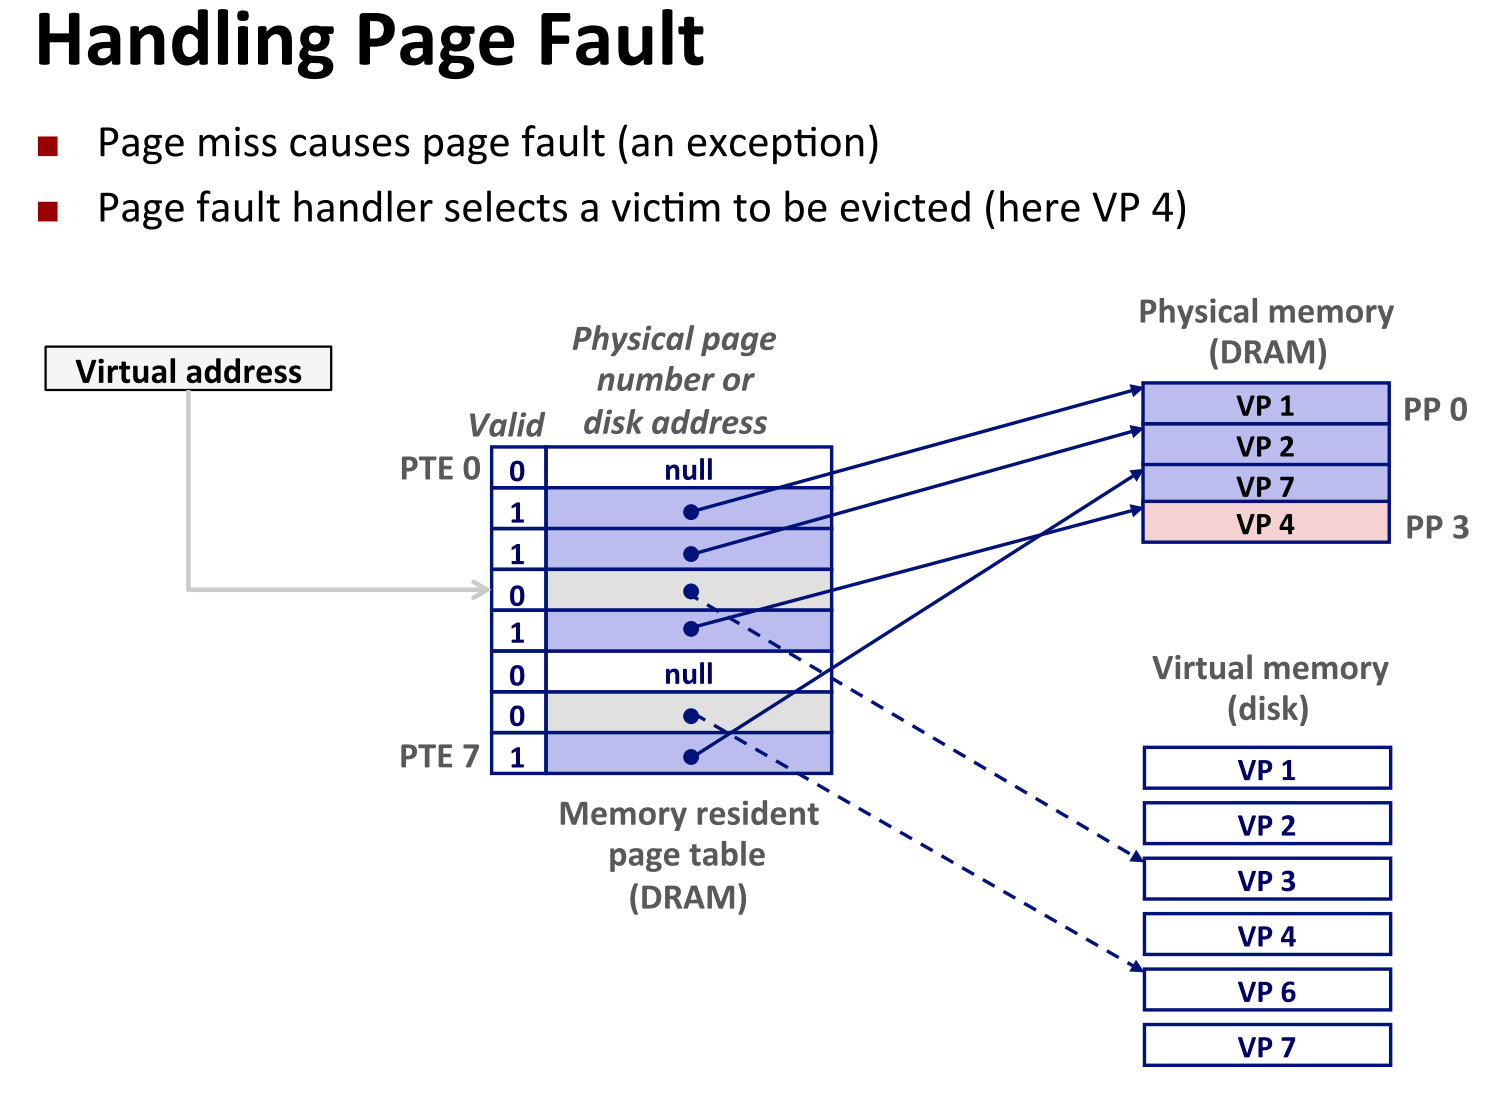 Handling Page Fault
Page miss causes page fault (an exception)
Page fault handler selects a victim to be evicted (here VP 4)
Virtual address
Valid
Physical page
number or
disk address
PTE 0
0
null
1
1
0
1
0
null
0
PTE 7
1
Memory resident
page table
(DRAM)
Physical memory
(DRAM)
VP 1
PP 0
VP 2
VP 7
VP 4
PP 3
Virtual memory
(disk)
VP 1
VP 2
VP 3
VP 4
VP 6
VP 7